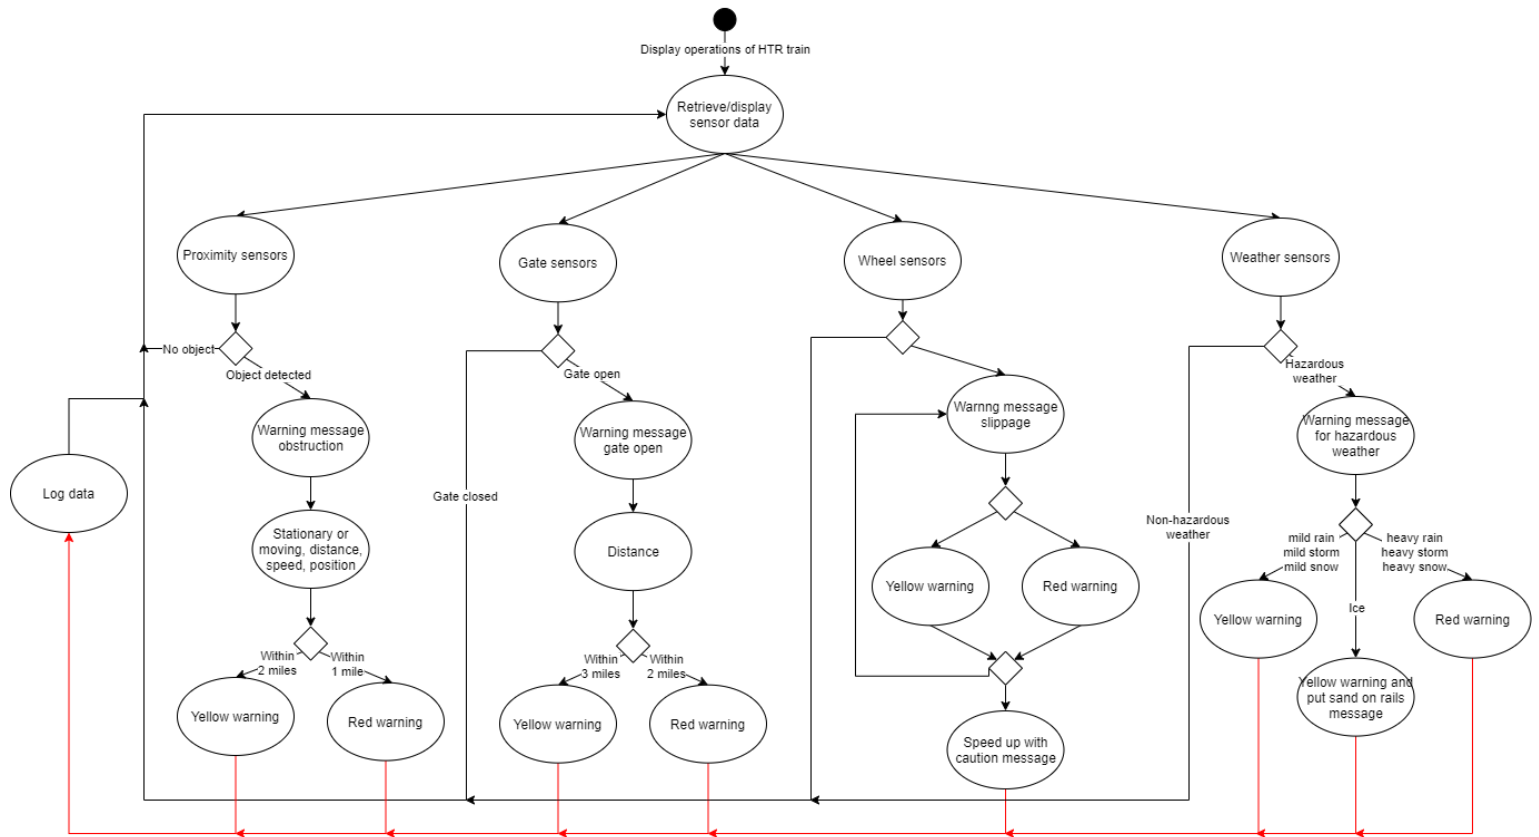 Display operations of HTR train
Retrieve/display
sensor data
Proximity sensors
Gate sensors
Wheel sensors
Weather sensors
No object
Object detected
Gate open
Hazardous
weather
Warning message
obstruction
Warning message
gate open
Warnng message
slippage
Warning message
for hazardous
weather
Log data
Gate closed
Non-hazardous
weather
Stationary or
moving, distance,
speed, position
Distance
mild rain
mild storm
mild snow
heavy rain
heavy storm
heavy snow
Ice
Yellow warning
Red warning
Yellow warning
Red warning
Within
2 miles
Within
1 mile
Within
3 miles
Within
2 miles
Yellow warning and
put sand on rails
message
Yellow warning
Red warning
Yellow warning
Red warning
Speed up with
caution message